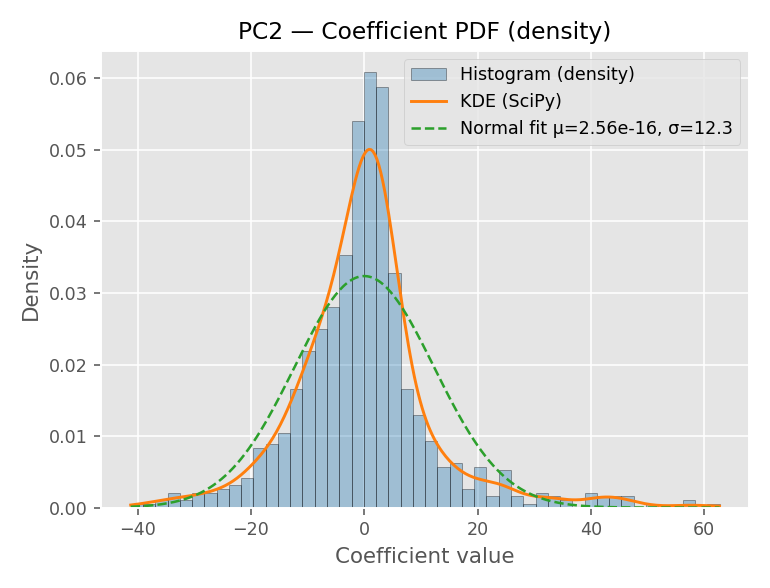 PC2 — Coefficient PDF (density)
Histogram (density)
KDE (SciPy)
Normal fit μ=2.56e-16, σ=12.3
Density
0.06
0.05
0.04
0.03
0.02
0.01
0.00
−40 −20 0 20 40 60
Coefficient value